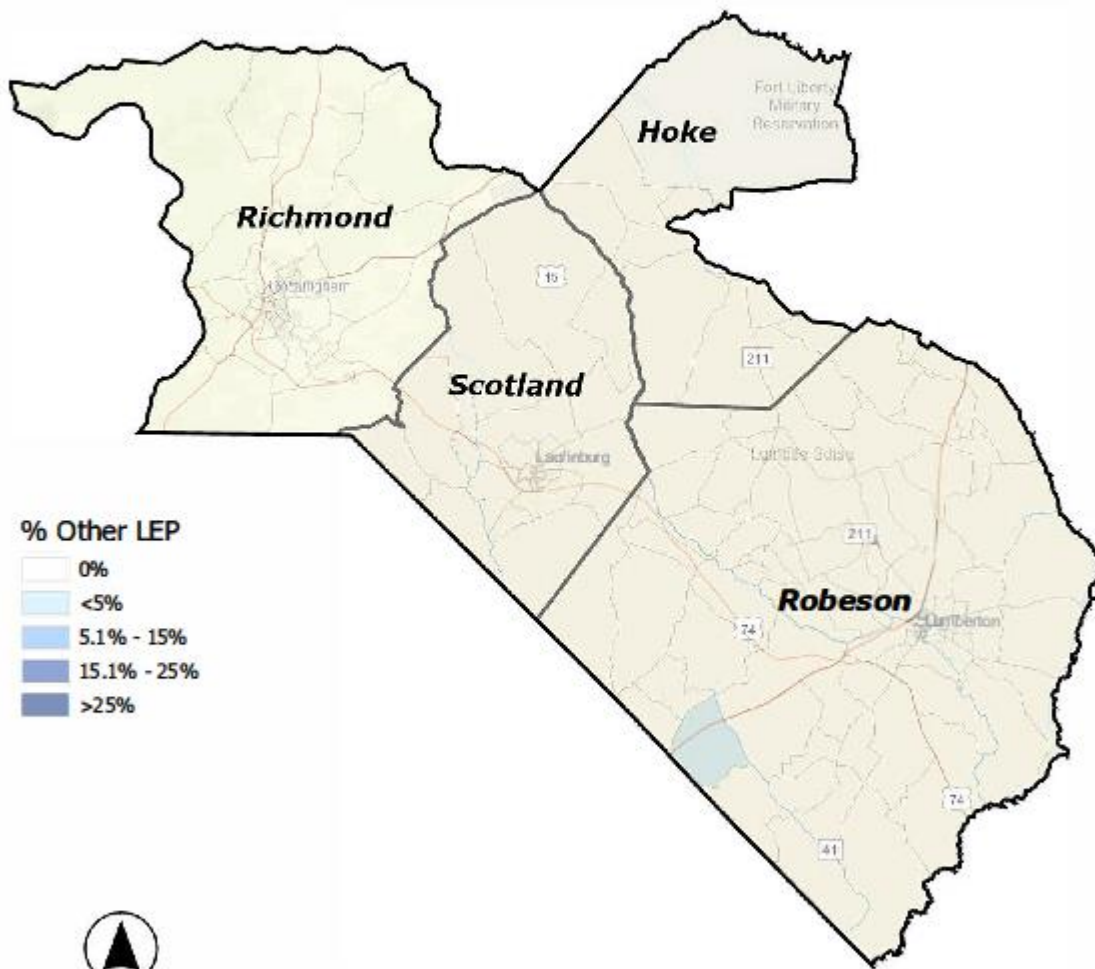 Fort Liberty
Military
Reservation
Hoke
Richmond
15
Scotland
211
Laurinburg
211
Robeson
74
Lumberton
74
41
% Other LEP
0%
<5%
5.1% - 15%
15.1% - 25%
>25%